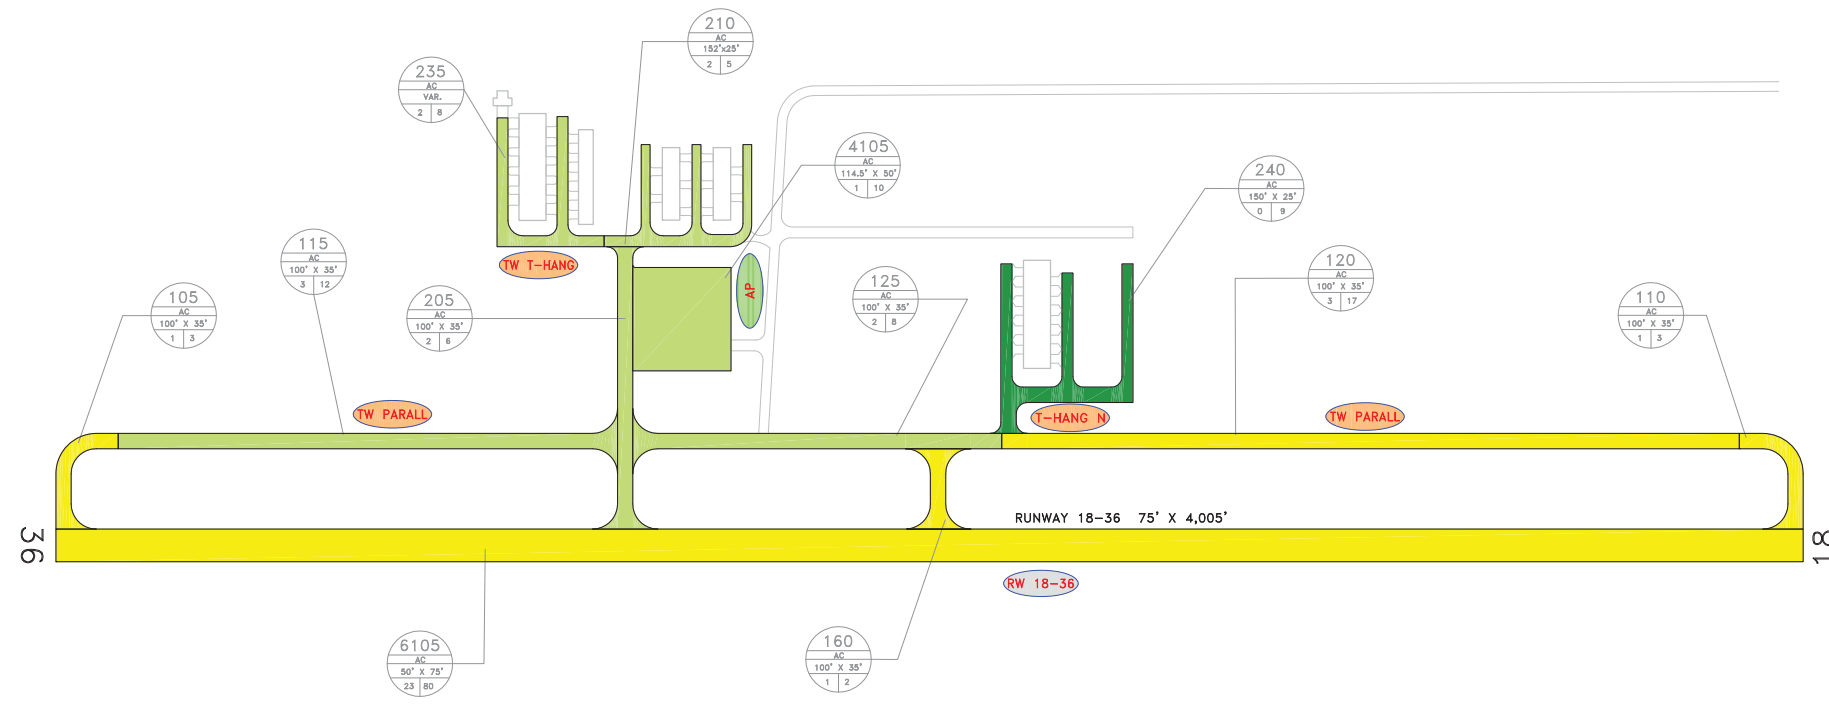 210
AC
152'x25'
2 5
235
AC
VAR.
2 8
4105
AC
114.5' X 50'
1 10
240
AC
150' X 25'
0 9
115
AC
100' X 35'
3 12
TW T-HANG
AP
125
AC
100' X 35'
2 8
120
AC
100' X 35'
3 17
105
AC
100' X 35'
1 3
205
AC
100' X 35'
2 6
110
AC
100' X 35'
1 3
TW PARALL
T-HANG N
TW PARALL
RUNWAY 18-36 75' X 4,005'
36
18
RW 18-36
6105
AC
50' X 75'
23 80
160
AC
100' X 35'
1 2